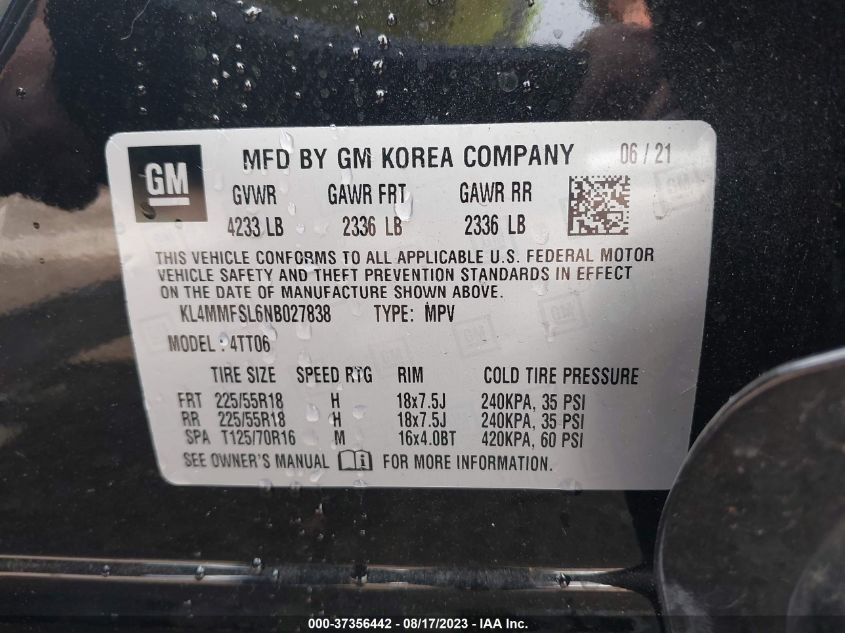 GM
MFD BY GM KOREA COMPANY 06/21
GVWR GAWR FRT GAWR RR
4233 LB 2336 LB 2336 LB
THIS VEHICLE CONFORMS TO ALL APPLICABLE U.S. FEDERAL MOTOR
VEHICLE SAFETY AND THEFT PREVENTION STANDARDS IN EFFECT
ON THE DATE OF MANUFACTURE SHOWN ABOVE.
KL4MMFSL6NB027838 TYPE: MPV
MODEL: 4TT06
TIRE SIZE SPEED RTG RIM COLD TIRE PRESSURE
FRT 225/55R18 H 18x7.5J 240KPA, 35 PSI
RR 225/55R18 H 18x7.5J 240KPA, 35 PSI
SPA T125/70R16 M 16x4.0BT 420KPA, 60 PSI
SEE OWNER'S MANUAL FOR MORE INFORMATION.
000-37356442 - 08/17/2023 - IAA Inc.